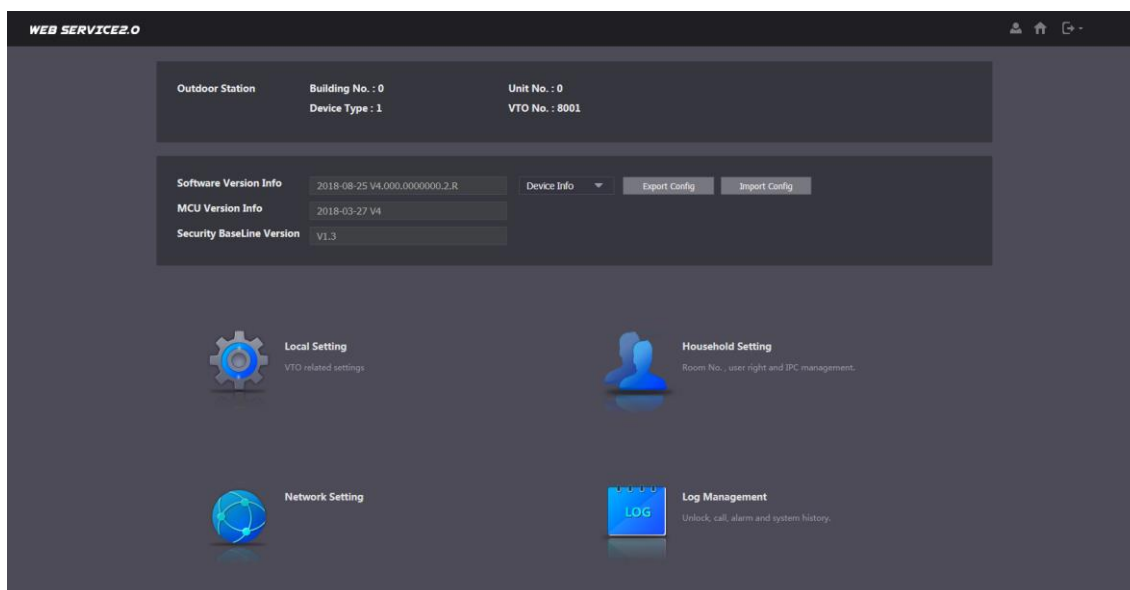 WEB SERVICE2.0
Outdoor Station Building No. : 0 Unit No. : 0
Device Type : 1 VTO No. : 8001
Software Version Info 2018-08-25 V4.000.0000000.2.R Device Info Export Config Import Config
MCU Version Info 2018-03-27 V4
Security BaseLine Version V1.3
Local Setting
VTO related settings
Household Setting
Room No. , user right and IPC management.
Network Setting
LOG
Log Management
Unlock, call, alarm and system history.